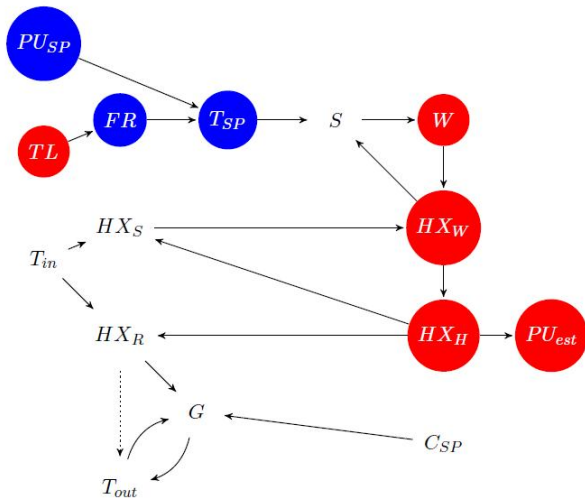 PU_SP
FR
T_SP
S
W
TL
HX_S
HX_W
T_in
HX_R
HX_H
PU_est
G
C_SP
T_out